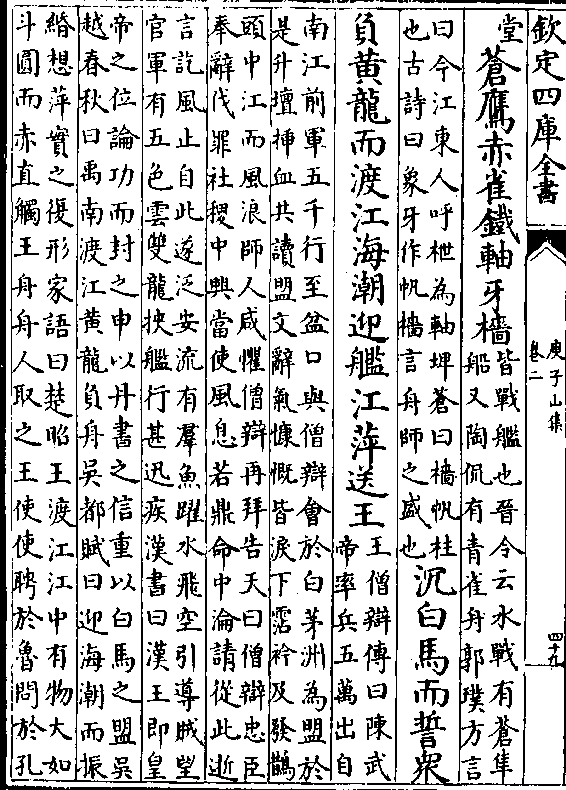 欽定四庫全書
庾子山集
卷二
四十九
堂
蒼鷹赤雀鐵軸牙檣
皆戰艦也晉令云水戰有蒼隼
船又陶侃有青雀舟郭璞方言
曰今江東人呼柂為軸埤蒼曰檣帆柱
也古詩曰象牙作帆檣言舟師之盛也
沉白馬而誓衆
負黃龍而渡江海潮迎艦江萍送王
王僧辯傳曰陳武
帝率兵五萬出自
南江前軍五千行至盆口與僧辯會於白茅洲為盟於
是升壇揷血共讀盟文辭氣慷慨皆淚下霑衿及發鵲
頭中江而風浪師人咸懼僧辯再拜告天曰僧辯忠臣
奉辭伐罪社稷中興當使風息若鼎命中淪請從此逝
言訖風止自此遂泛安流有羣魚躍水飛空引導賊望
官軍有五色雲雙龍挾艦行甚迅疾漢書曰漢王即皇
帝之位論功而封之申以丹書之信重以白馬之盟吳
越春秋曰禹南渡江黃龍負舟吳都賦曰迎海潮而振
緡想萍實之復形家語曰楚昭王渡江江中有物大如
斗圓而赤直觸王舟舟人取之王使使聘於魯問於孔